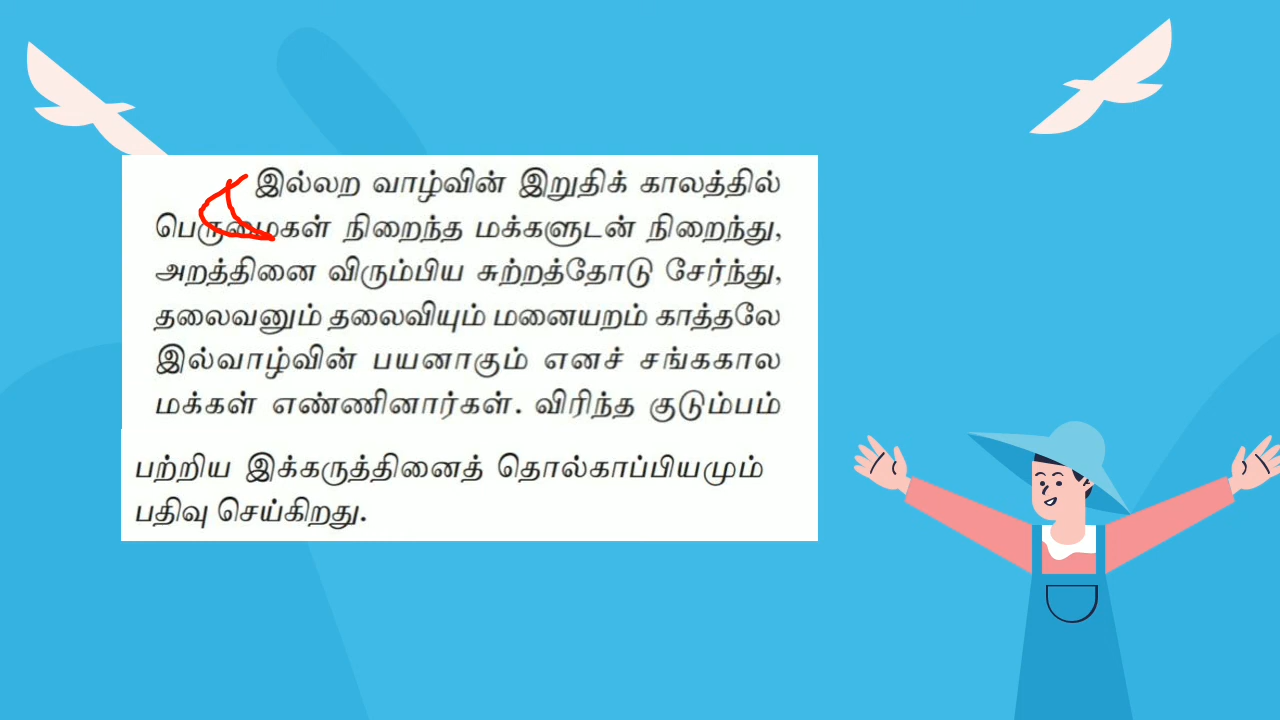 இல்லற வாழ்வின் இறுதிக் காலத்தில்
பெருமைகள் நிறைந்த மக்களுடன் நிறைந்து,
அறத்தினை விரும்பிய சுற்றத்தோடு சேர்ந்து,
தலைவனும் தலைவியும் மனையறம் காத்தலே
இல்வாழ்வின் பயனாகும் எனச் சங்ககால
மக்கள் எண்ணினார்கள். விரிந்த குடும்பம்
பற்றிய இக்கருத்தினைத் தொல்காப்பியமும்
பதிவு செய்கிறது.